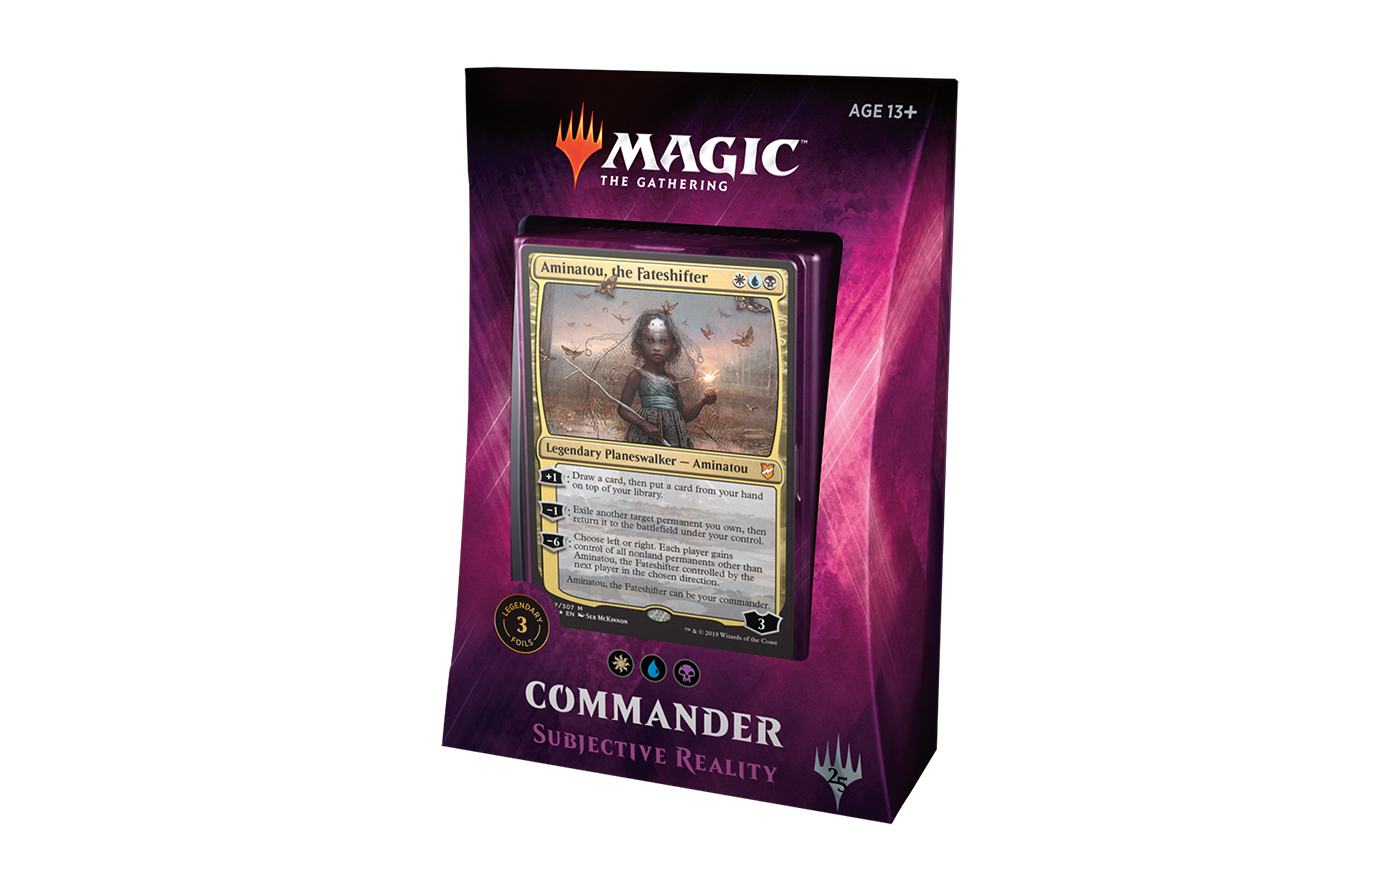 AGE 13+
MAGIC™
THE GATHERING
Aminatou, the Fateshifter
Legendary Planeswalker — Aminatou
+1 : Draw a card, then put a card from your hand
on top of your library.
−1 : Exile another target permanent you own, then
return it to the battlefield under your control.
−6 : Choose left or right. Each player gains
control of all nonland permanents other than
Aminatou, the Fateshifter controlled by the
next player in the chosen direction.
Aminatou, the Fateshifter can be your commander.
3
7/307 M
EN Seb McKinnon
™ & © 2018 Wizards of the Coast
LEGENDARY
3
FOILS
COMMANDER
SUBJECTIVE REALITY
25